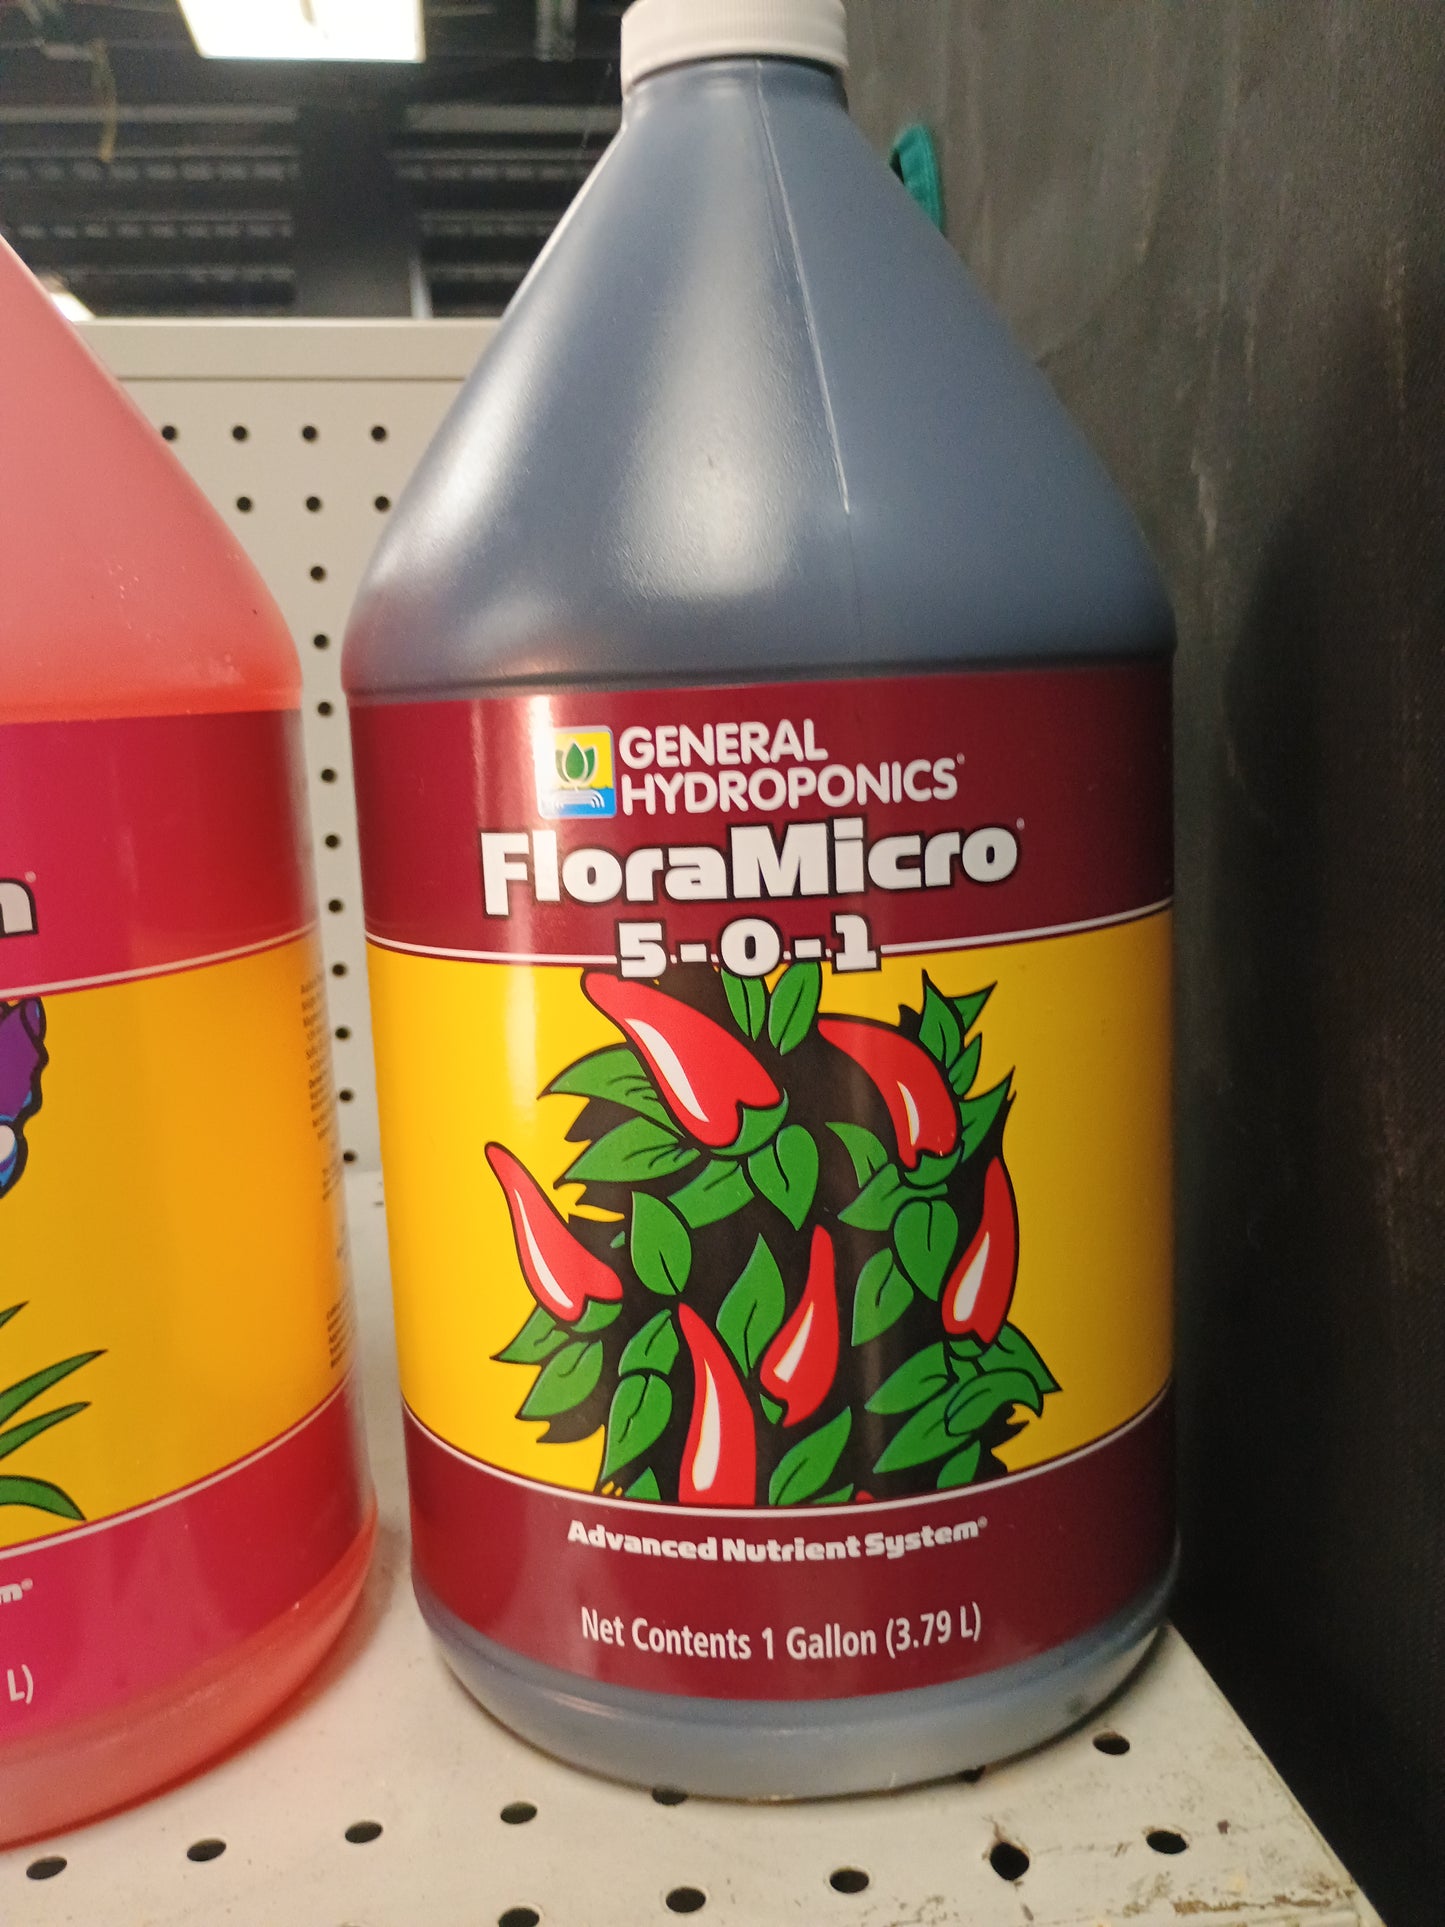 GENERAL
HYDROPONICS
FloraMicro®
5-0-1
Advanced Nutrient System®
Net Contents 1 Gallon (3.79 L)
L)